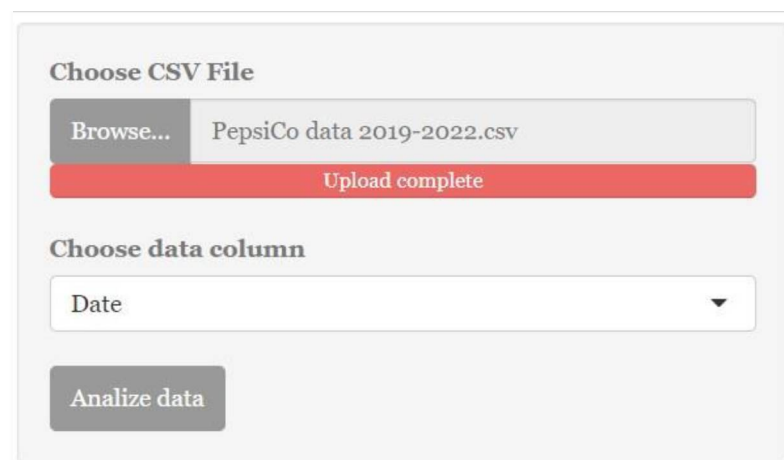 Choose CSV File
Browse... PepsiCo data 2019-2022.csv
Upload complete
Choose data column
Date
Analize data